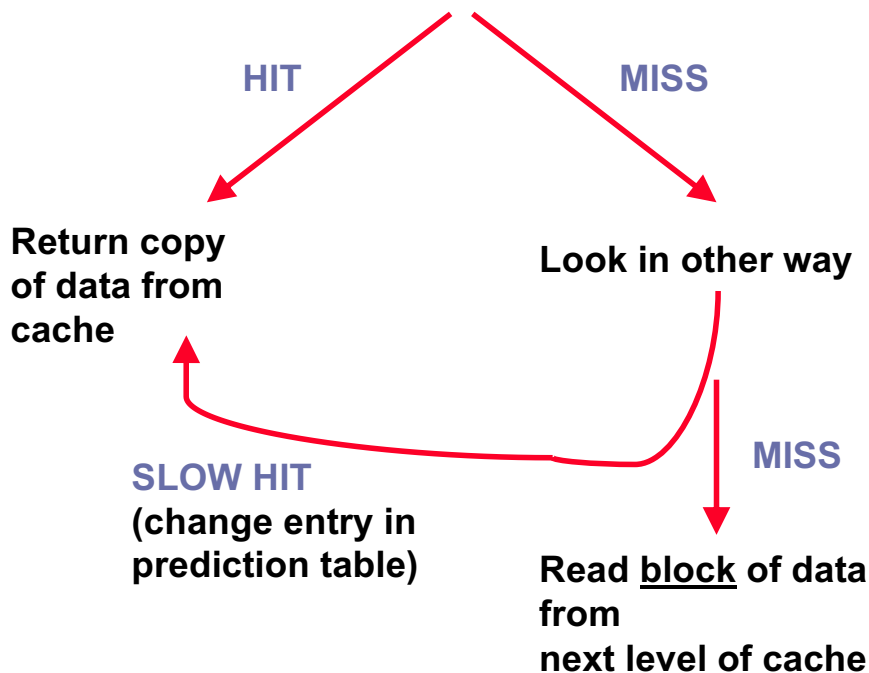 HIT
MISS
Return copy
of data from
cache
Look in other way
SLOW HIT
(change entry in
prediction table)
MISS
Read block of data
from
next level of cache